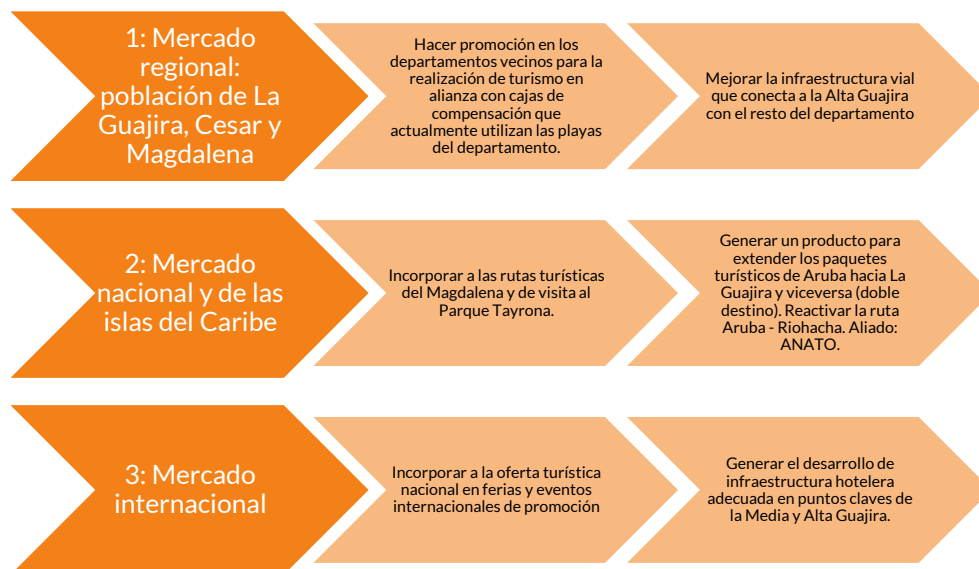 1: Mercado
regional:
población de La
Guajira, Cesar y
Magdalena
Hacer promoción en los
departamentos vecinos para la
realización de turismo en
alianza con cajas de
compensación que
actualmente utilizan las playas
del departamento.
Mejorar la infraestructura vial
que conecta a la Alta Guajira
con el resto del departamento
2: Mercado
nacional y de las
islas del Caribe
Incorporar a las rutas turísticas
del Magdalena y de visita al
Parque Tayrona.
Generar un producto para
extender los paquetes
turísticos de Aruba hacia La
Guajira y viceversa (doble
destino). Reactivar la ruta
Aruba - Riohacha. Aliado:
ANATO.
3: Mercado
internacional
Incorporar a la oferta turística
nacional en ferias y eventos
internacionales de promoción
Generar el desarrollo de
infraestructura hotelera
adecuada en puntos claves de
la Media y Alta Guajira.